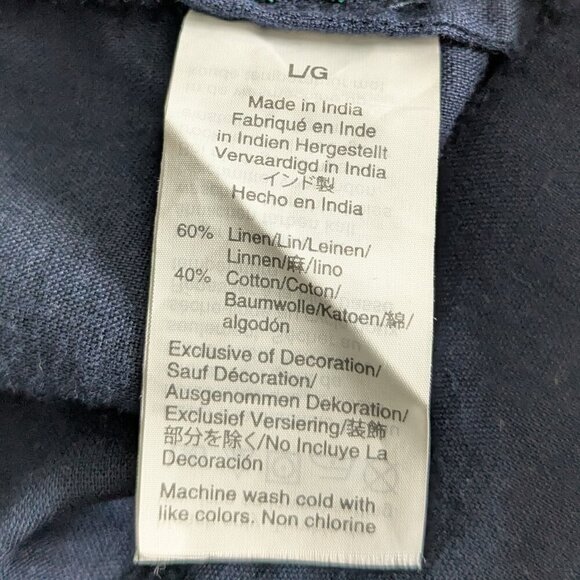 L/G
Made in India
Fabriqué en Inde
in Indien Hergestellt
Vervaardigd in India
インド製
Hecho en India
60% Linen/Lin/Leinen/
Linnen/麻/lino
40% Cotton/Coton/
Baumwolle/Katoen/綿/
algodón
Exclusive of Decoration/
Sauf Décoration/
Ausgenommen Dekoration/
Exclusief Versiering/装飾
部分を除く/No Incluye La
Decoración
Machine wash cold with
like colors. Non chlorine